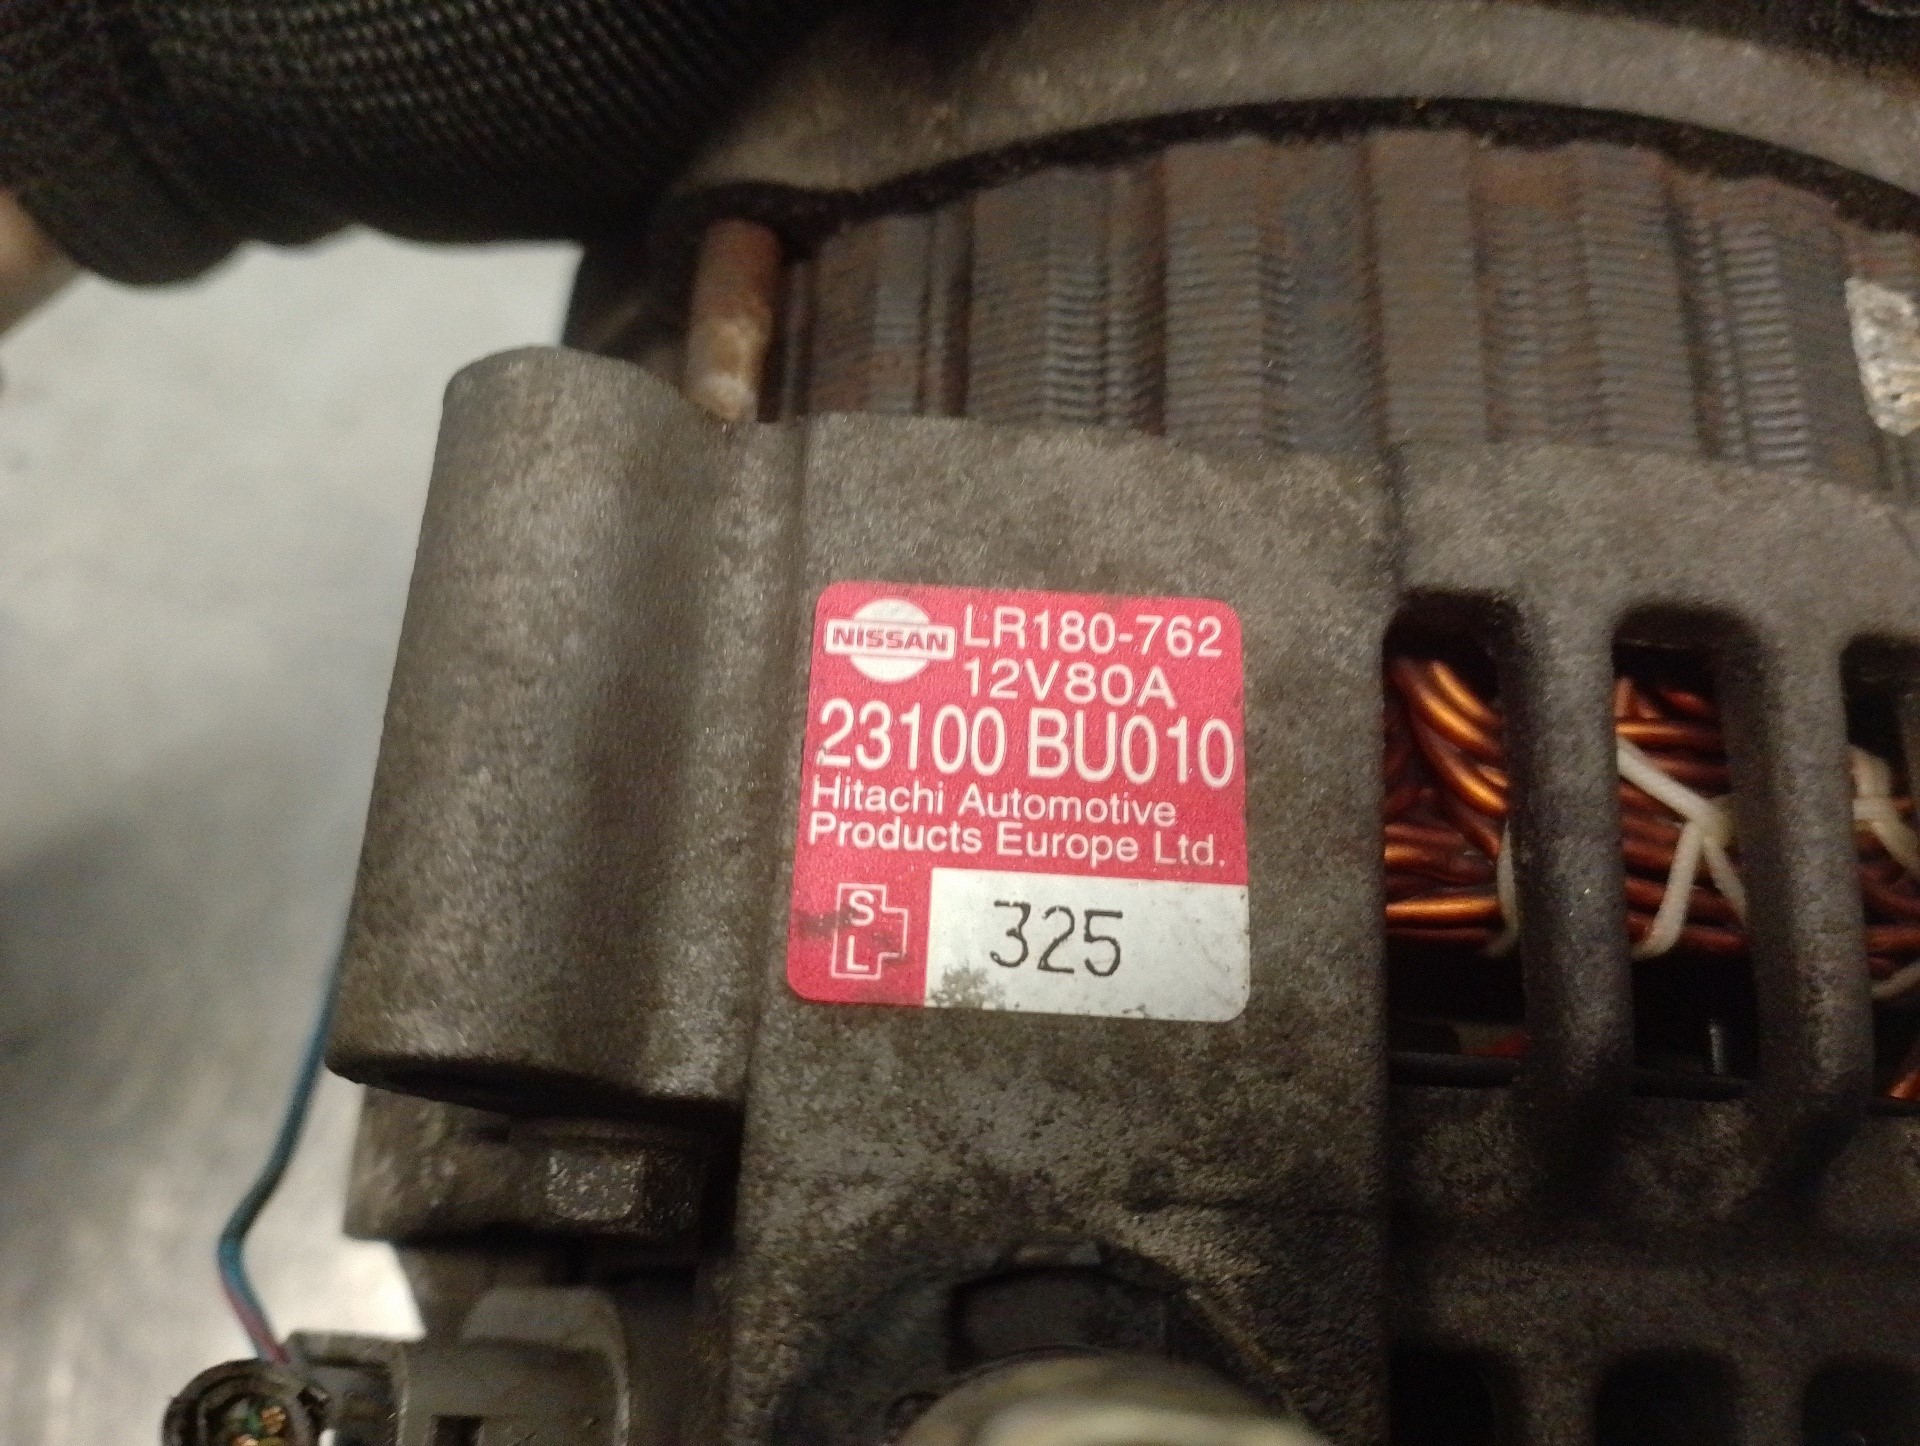 NISSAN LR180-762
12V80A
23100 BU010
Hitachi Automotive
Products Europe Ltd.
S
L
325